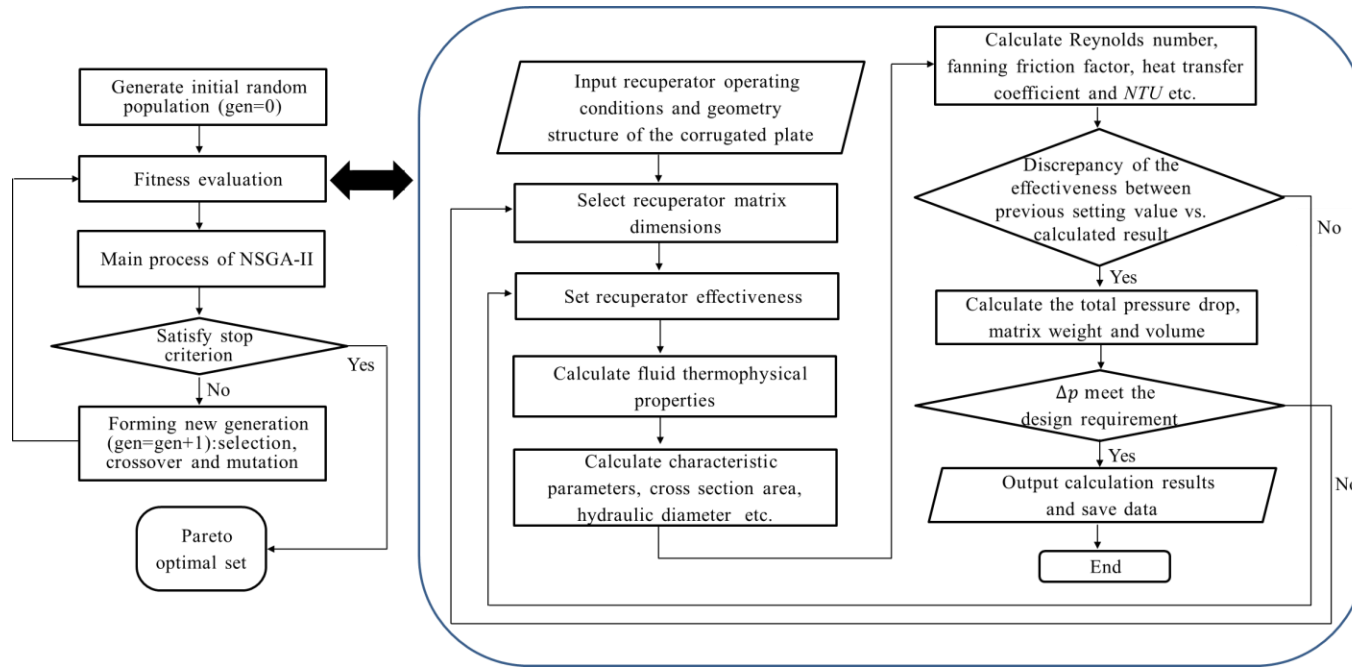 Generate initial random
population (gen=0)
Fitness evaluation
Main process of NSGA-II
Satisfy stop
criterion
Yes
No
Forming new generation
(gen=gen+1):selection,
crossover and mutation
Pareto
optimal set
Input recuperator operating
conditions and geometry
structure of the corrugated plate
Select recuperator matrix
dimensions
Set recuperator effectiveness
Calculate fluid thermophysical
properties
Calculate characteristic
parameters, cross section area,
hydraulic diameter etc.
Calculate Reynolds number,
fanning friction factor, heat transfer
coefficient and NTU etc.
Discrepancy of the
effectiveness between
previous setting value vs.
calculated result
No
Yes
Calculate the total pressure drop,
matrix weight and volume
Δp meet the
design requirement
Yes
No
Output calculation results
and save data
End